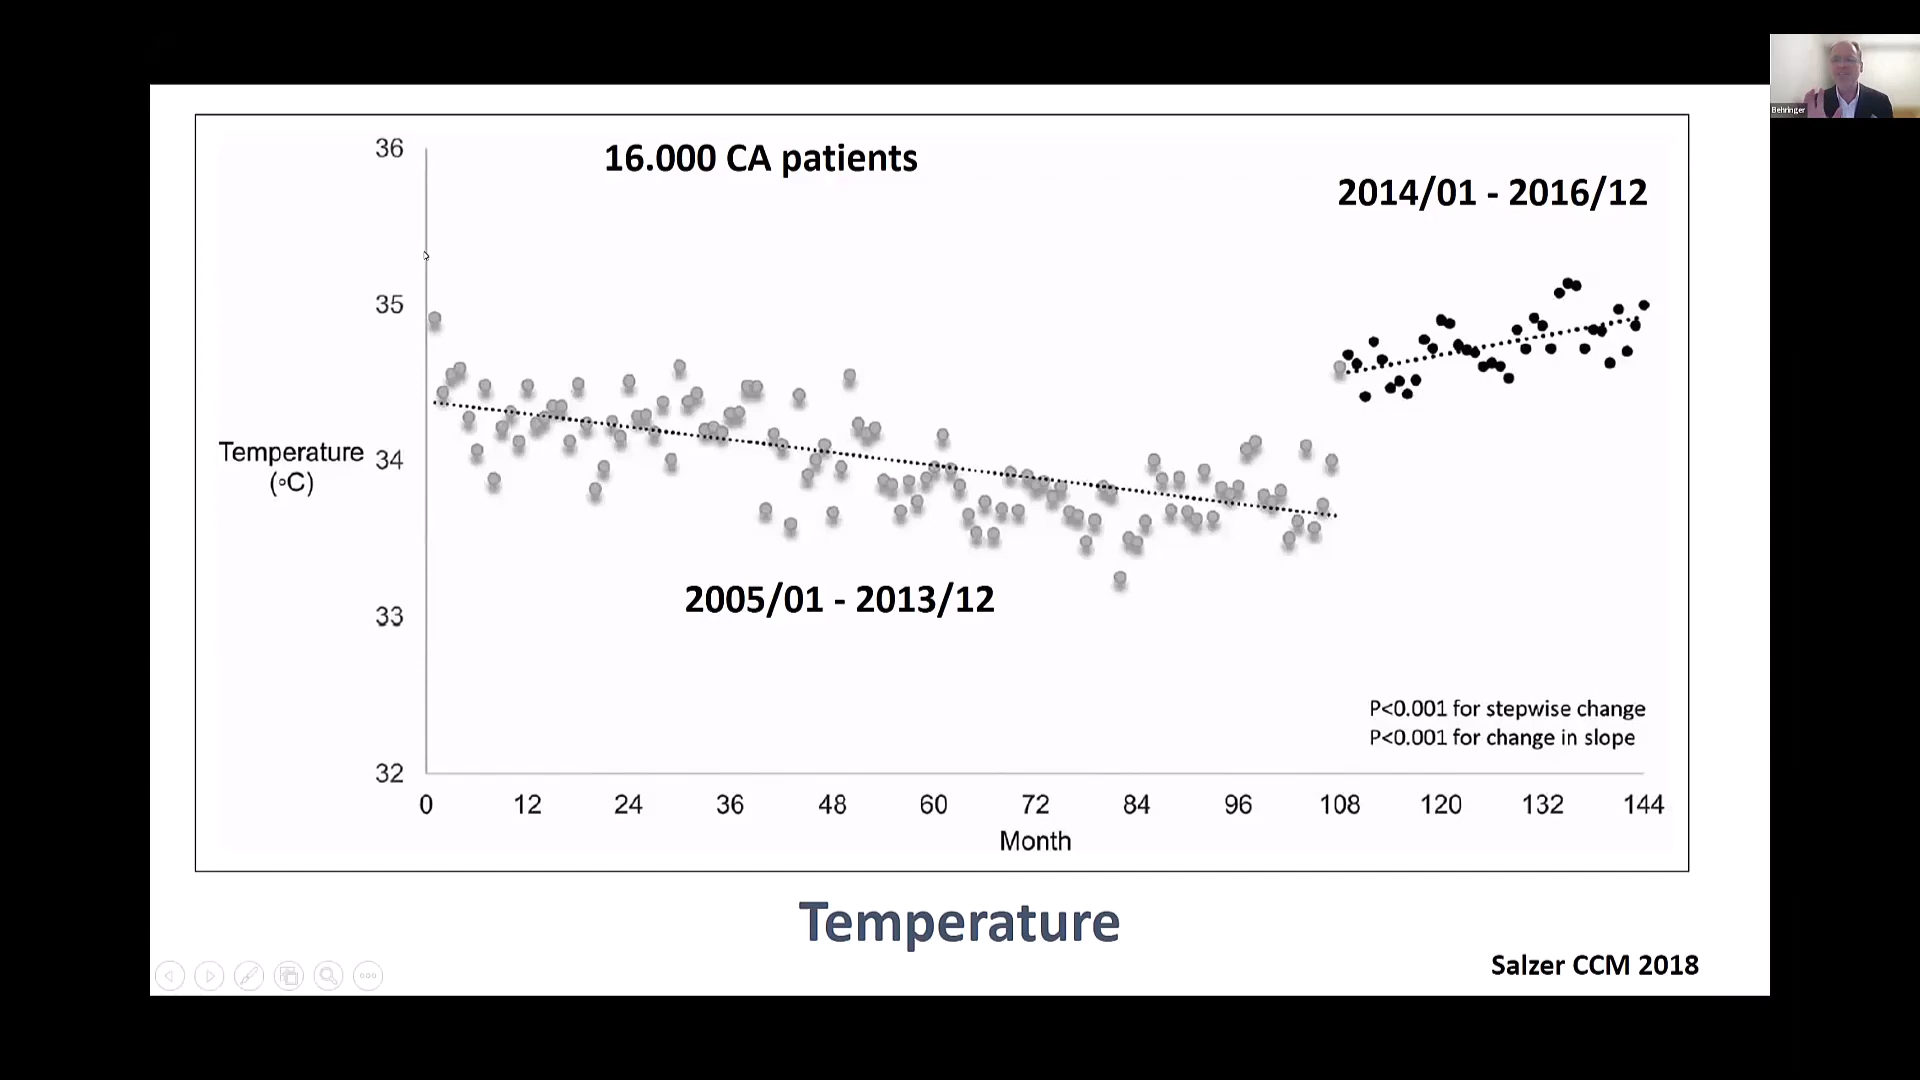 Behringer
16.000 CA patients
2014/01 - 2016/12
36
35
34
33
32
Temperature
(°C)
2005/01 - 2013/12
P<0.001 for stepwise change
P<0.001 for change in slope
0 12 24 36 48 60 72 84 96 108 120 132 144
Month
Temperature
Salzer CCM 2018